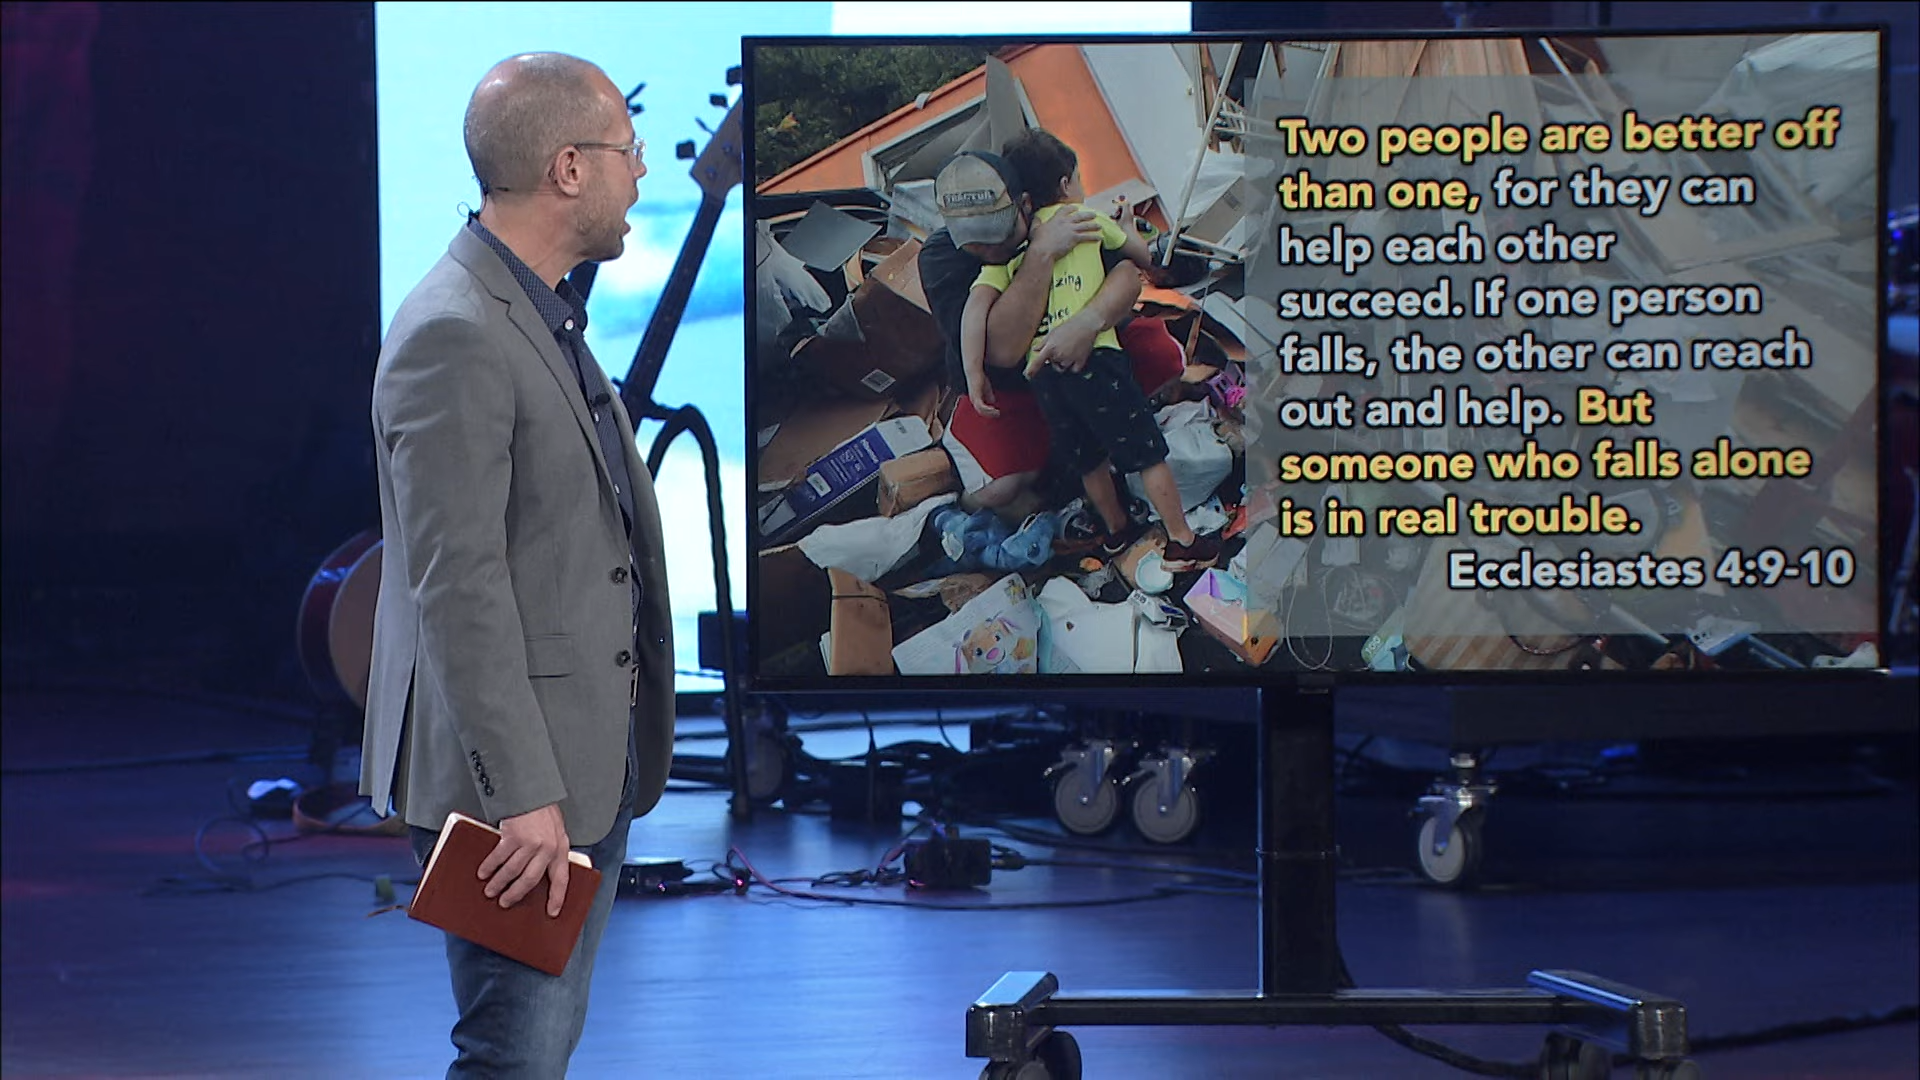 Two people are better off
than one, for they can
help each other
succeed. If one person
falls, the other can reach
out and help. But
someone who falls alone
is in real trouble.
Ecclesiastes 4:9-10